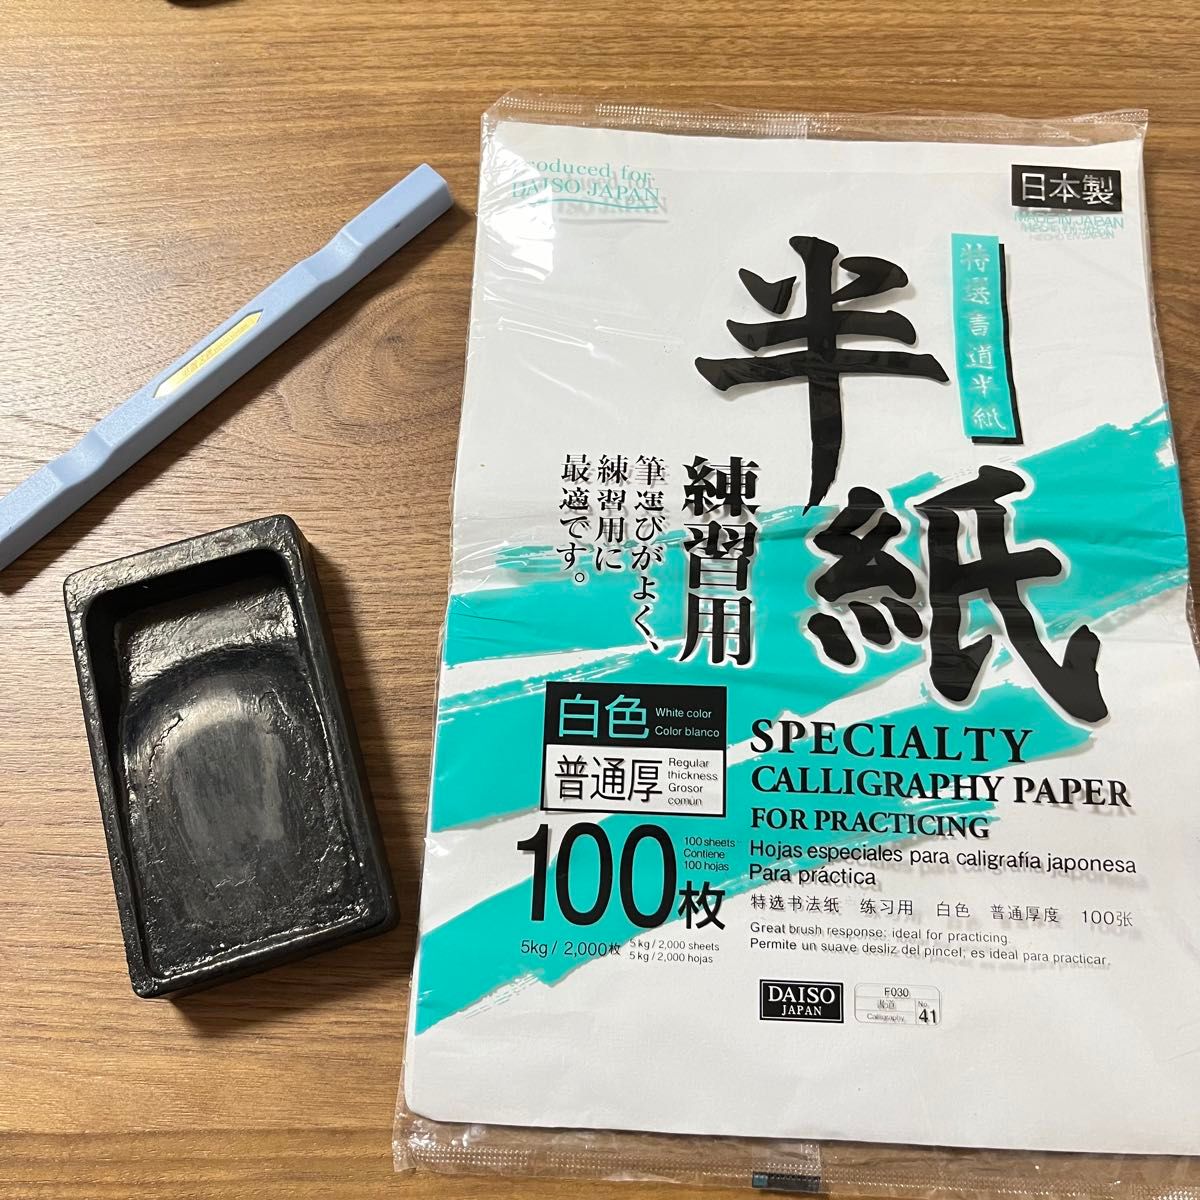 Produced for
DAISO JAPAN
日本製
MADE IN JAPAN
HECHO EN JAPON
特選書道半紙
半紙
練習用
筆運びがよく、
練習用に
最適です。
白色
White color
Color blanco
普通厚
Regular
thickness
Grosor
común
100枚
100 sheets
Contiene
100 hojas
5kg/2,000枚
5kg/2,000 sheets
5kg/2,000 hojas
SPECIALTY
CALLIGRAPHY PAPER
FOR PRACTICING
Hojas especiales para caligrafía japonesa
Para práctica
特选书法纸 练习用 白色 普通厚度 100张
Great brush response: ideal for practicing.
Permite un suave desliz del pincel, es ideal para practicar.
DAISO
JAPAN
F030
書道
Calligraphy
No.
41